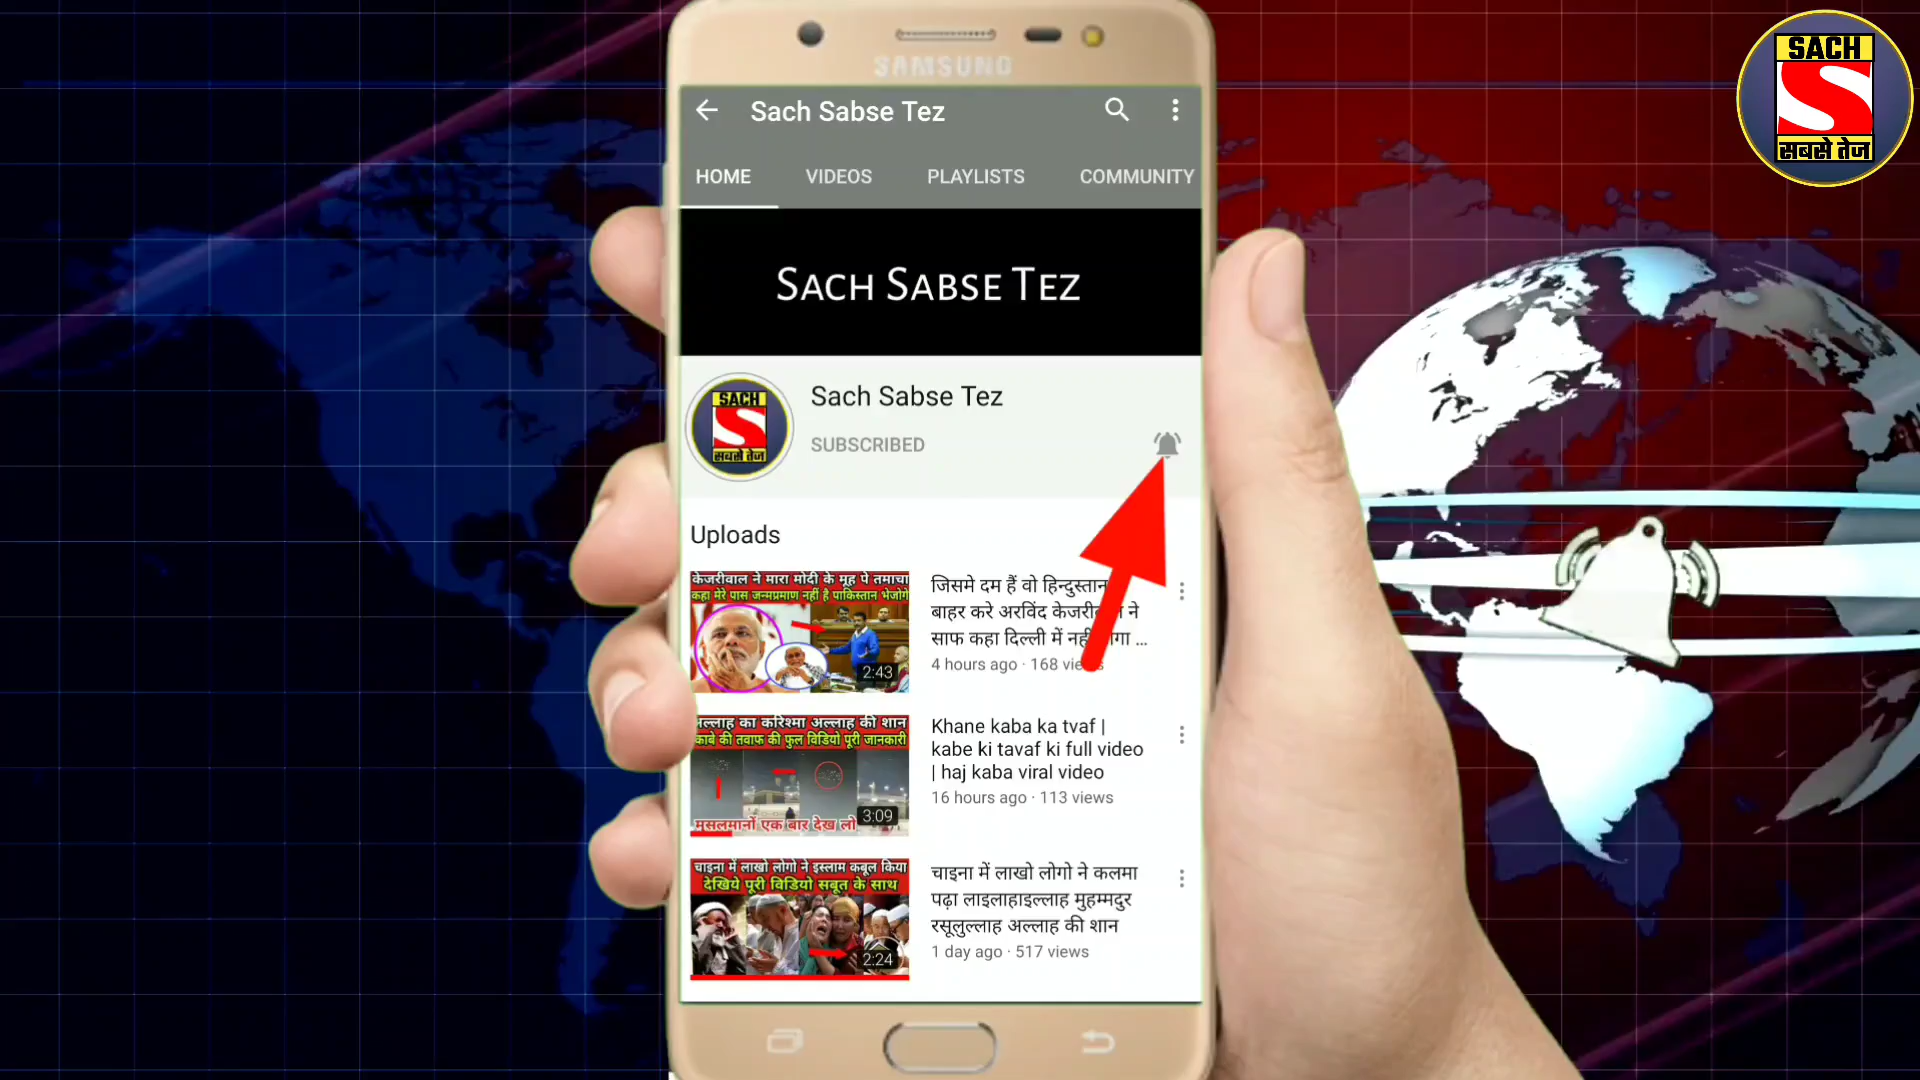 SAMSUNG
SACH
सबसे तेज
Sach Sabse Tez
HOME
VIDEOS
PLAYLISTS
COMMUNITY
SACH SABSE TEZ
SACH
सबसे तेज
Sach Sabse Tez
SUBSCRIBED
Uploads
केजरीवाल ने मारा मोदी के मूह पे तमाचा
कहा मेरे पास जन्मप्रमाण नहीं है पाकिस्तान भेजोगे
2:43
जिसमे दम हैं वो हिन्दुस्तान
बाहर करे अरविंद केजरीवाल ने
साफ कहा दिल्ली में नहीं ...
4 hours ago · 168 views
अल्लाह का करिश्मा अल्लाह की शान
काबे की तवाफ की फुल विडियो पूरी जानकारी
मुसलमानों एक बार देख लो
3:09
Khane kaba ka tvaf |
kabe ki tavaf ki full video
| haj kaba viral video
16 hours ago · 113 views
चाइना में लाखो लोगो ने इस्लाम कबूल किया
देखिये पूरी विडियो सबूत के साथ
2:24
चाइना में लाखो लोगो ने कलमा
पढ़ा लाइलाहाइल्लाह मुहम्मदुर
रसूलुल्लाह अल्लाह की शान
1 day ago · 517 views